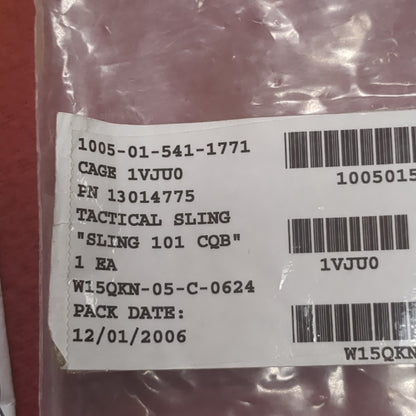 1005-01-541-1771
CAGE 1VJU0
PN 13014775
TACTICAL SLING
"SLING 101 CQB"
1 EA
W15QKN-05-C-0624
PACK DATE:
12/01/2006
1005015
1VJU0
W15QKN